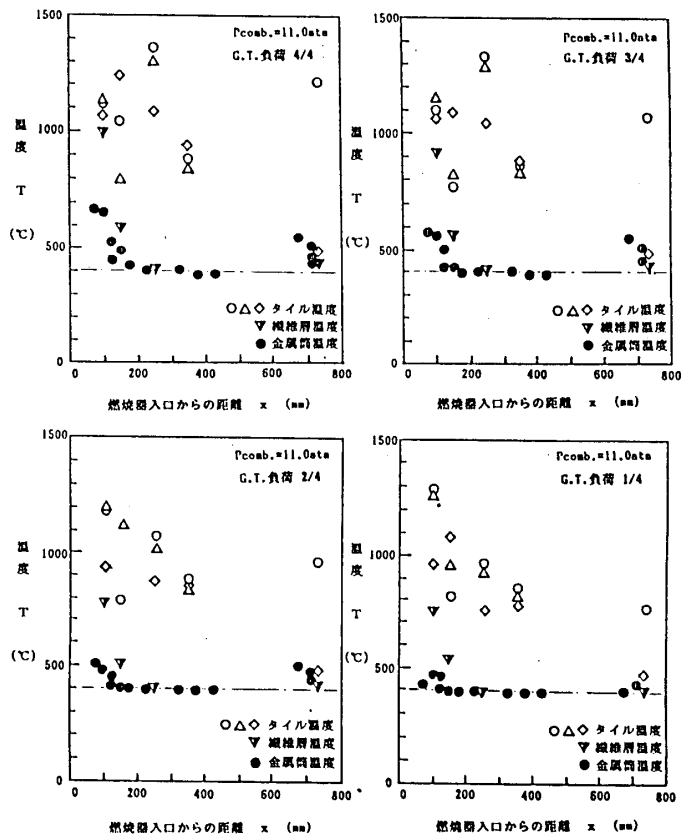 Pcomb.=11.0atm
G.T.負荷 4/4
1500
1000
500
0
温度 T (℃)
○△◇ タイル温度
▽ 繊維層温度
● 金属筒温度
0 200 400 600 800
燃焼器入口からの距離 x (mm)
Pcomb.=11.0atm
G.T.負荷 3/4
1500
1000
500
0
温度 T (℃)
○△◇ タイル温度
▽ 繊維層温度
● 金属筒温度
0 200 400 600 800
燃焼器入口からの距離 x (mm)
Pcomb.=11.0atm
G.T.負荷 2/4
1500
1000
500
0
温度 T (℃)
○△◇ タイル温度
▽ 繊維層温度
● 金属筒温度
0 200 400 600 800
燃焼器入口からの距離 x (mm)
Pcomb.=11.0atm
G.T.負荷 1/4
1500
1000
500
0
温度 T (℃)
○△◇ タイル温度
▽ 繊維層温度
● 金属筒温度
0 200 400 600 800
燃焼器入口からの距離 x (mm)